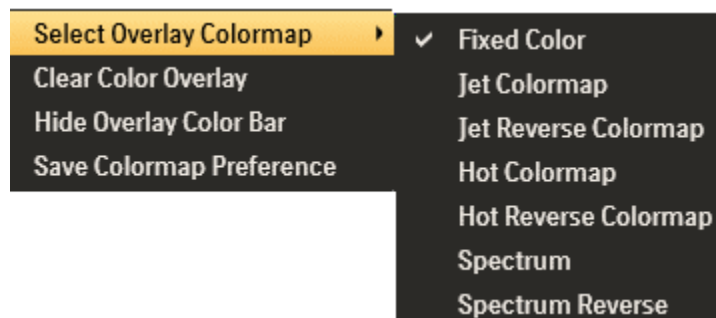 Select Overlay Colormap
Clear Color Overlay
Hide Overlay Color Bar
Save Colormap Preference
Fixed Color
Jet Colormap
Jet Reverse Colormap
Hot Colormap
Hot Reverse Colormap
Spectrum
Spectrum Reverse